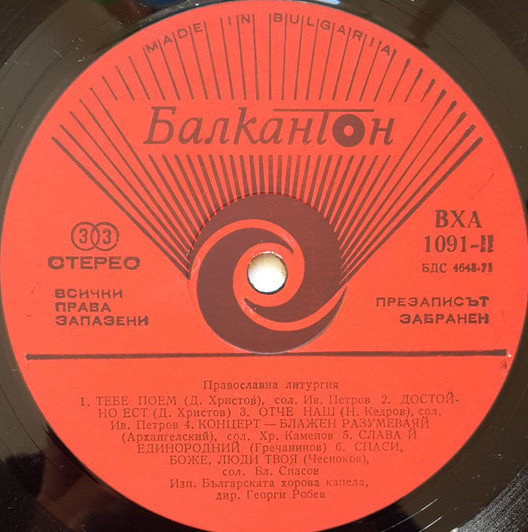 MADE IN BULGARIA
Балкантон
33
СТЕРЕО
ВСИЧКИ
ПРАВА
ЗАПАЗЕНИ
ВХА
1091-II
БДС 4648-71
ПРЕЗАПИСЪТ
ЗАБРАНЕН
Православна литургия
1. ТЕБЕ ПОЕМ (Д. Христов), сол. Ив. Петров 2. ДОСТОЙ-
НО ЕСТ (Д. Христов) 3. ОТЧЕ НАШ (Н. Кедров), сол.
Ив. Петров 4. КОНЦЕРТ — БЛАЖЕН РАЗУМЕВАЯЙ
(Архангелский), сол. Хр. Каменов 5. СЛАВА И
ЕДИНОРОДНИЙ (Гречанинов) 6. СПАСИ,
БОЖЕ, ЛЮДИ ТВОЯ (Чесноков),
сол. Бл. Спасов
Изп. Българската хорова капела,
дир. Георги Робев